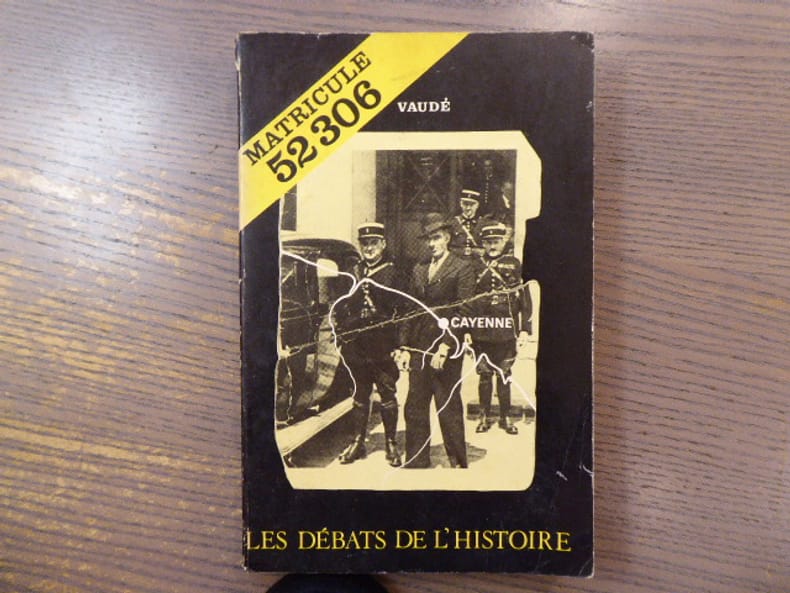 MATRICULE
52306
VAUDÉ
CAYENNE
LES DÉBATS DE L'HISTOIRE